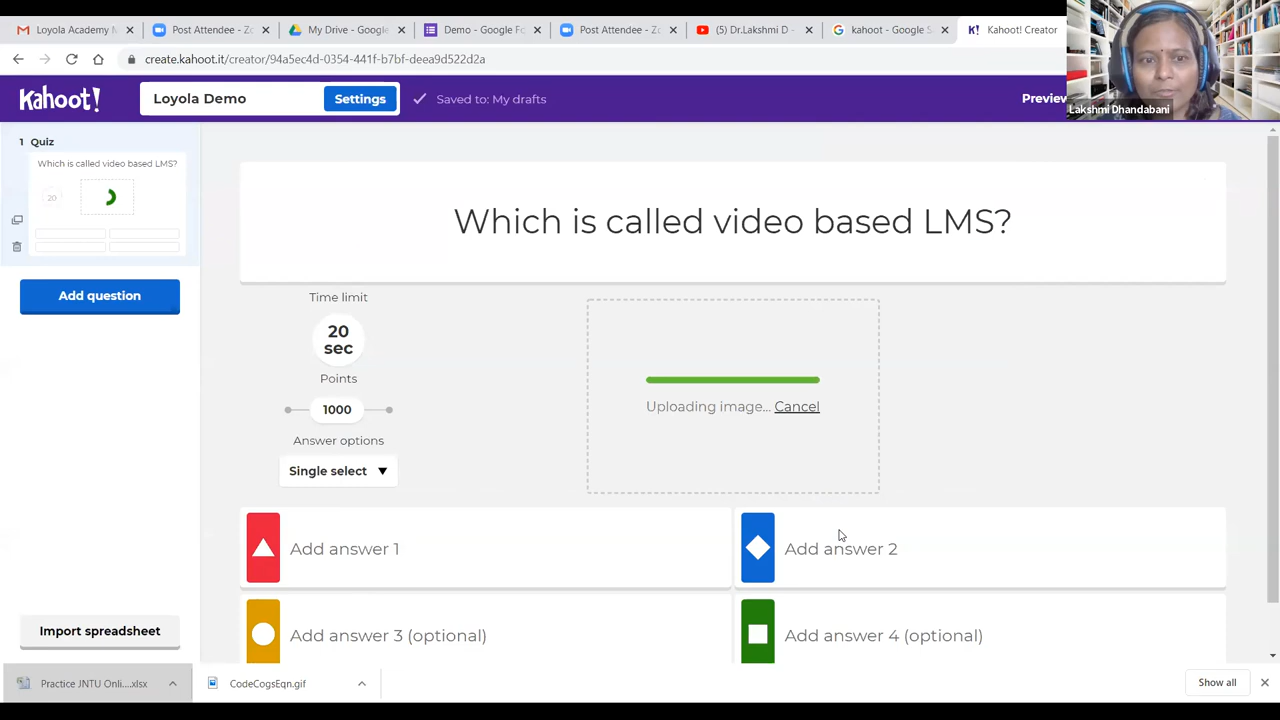 Loyola Academy M
Post Attendee - Zo
My Drive - Google
Demo - Google Fo
Post Attendee - Zo
(5) Dr.Lakshmi D -
kahoot - Google S
K! Kahoot! Creator
create.kahoot.it/creator/94a5ec4d-0354-441f-b7bf-deea9d522d2a
Kahoot!
Loyola Demo
Settings
Saved to: My drafts
Preview
Lakshmi Dhandabani
1 Quiz
Which is called video based LMS?
20
Add question
Import spreadsheet
Which is called video based LMS?
Time limit
20
sec
Points
1000
Answer options
Single select
Uploading image... Cancel
Add answer 1
Add answer 2
Add answer 3 (optional)
Add answer 4 (optional)
Practice JNTU Onli....xlsx
CodeCogsEqn.gif
Show all